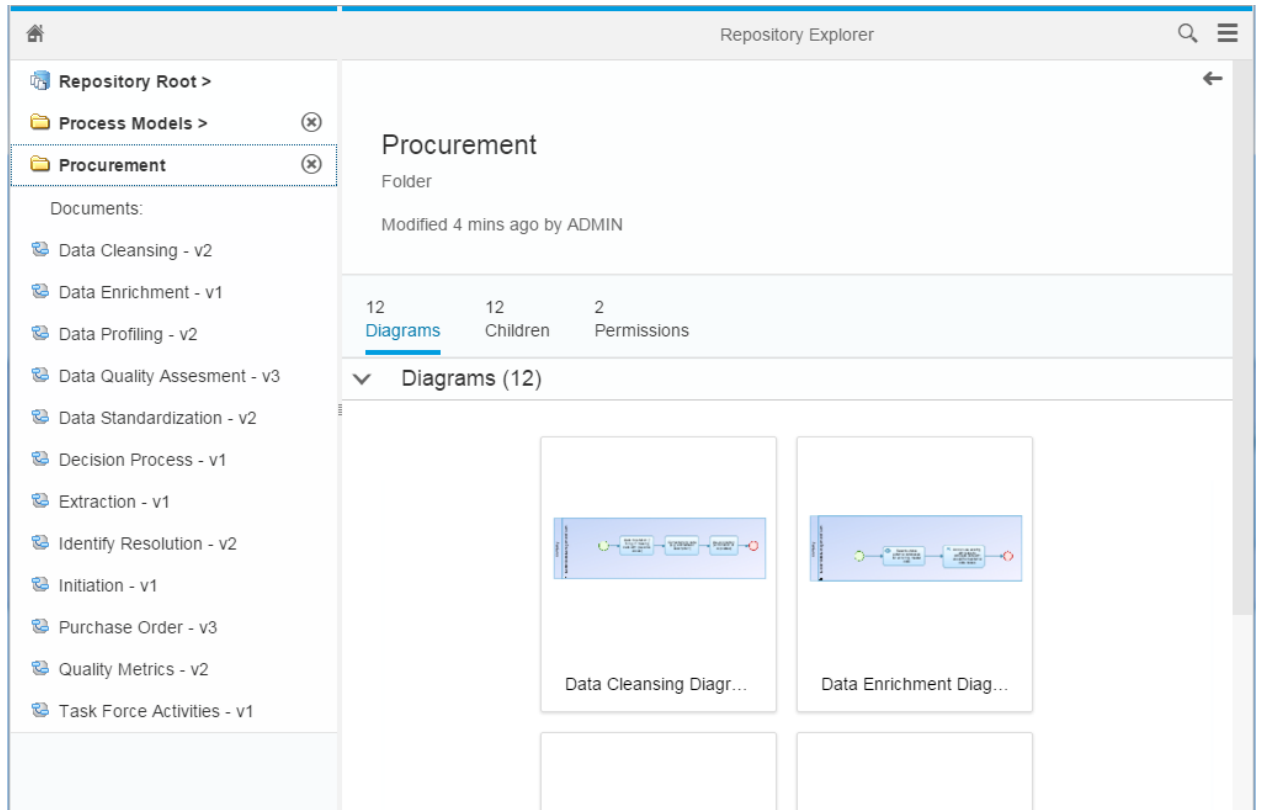 Repository Explorer
Repository Root >
Process Models >
Procurement
Documents:
Data Cleansing - v2
Data Enrichment - v1
Data Profiling - v2
Data Quality Assesment - v3
Data Standardization - v2
Decision Process - v1
Extraction - v1
Identify Resolution - v2
Initiation - v1
Purchase Order - v3
Quality Metrics - v2
Task Force Activities - v1
Procurement
Folder
Modified 4 mins ago by ADMIN
12 12 2
Diagrams Children Permissions
Diagrams (12)
Data Cleansing Diagr...
Data Enrichment Diag...